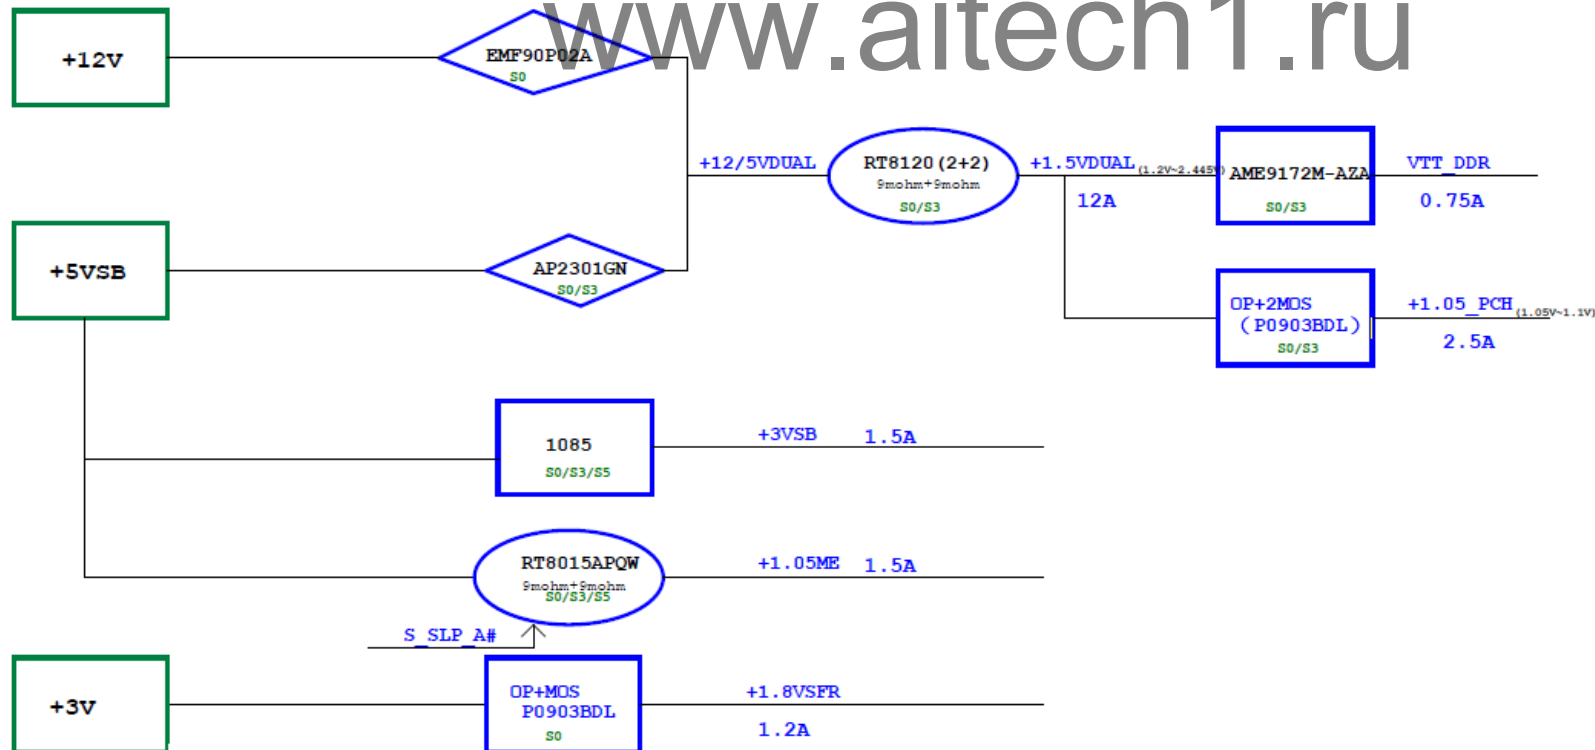 www.aitech1.ru
+12V
EMF90P02A
S0
+12/5VDUAL
RT8120(2+2)
9mohm+9mohm
S0/S3
+1.5VDUAL
(1.2V~2.445V)
12A
AME9172M-AZA
S0/S3
VTT_DDR
0.75A
+5VSB
AP2301GN
S0/S3
OP+2MOS
(P0903BDL)
S0/S3
+1.05_PCH
(1.05V~1.1V)
2.5A
1085
S0/S3/S5
+3VSB
1.5A
RT8015APQW
9mohm+9mohm
S0/S3/S5
+1.05ME
1.5A
S_SLP_A#
+3V
OP+MOS
P0903BDL
S0
+1.8VSFR
1.2A